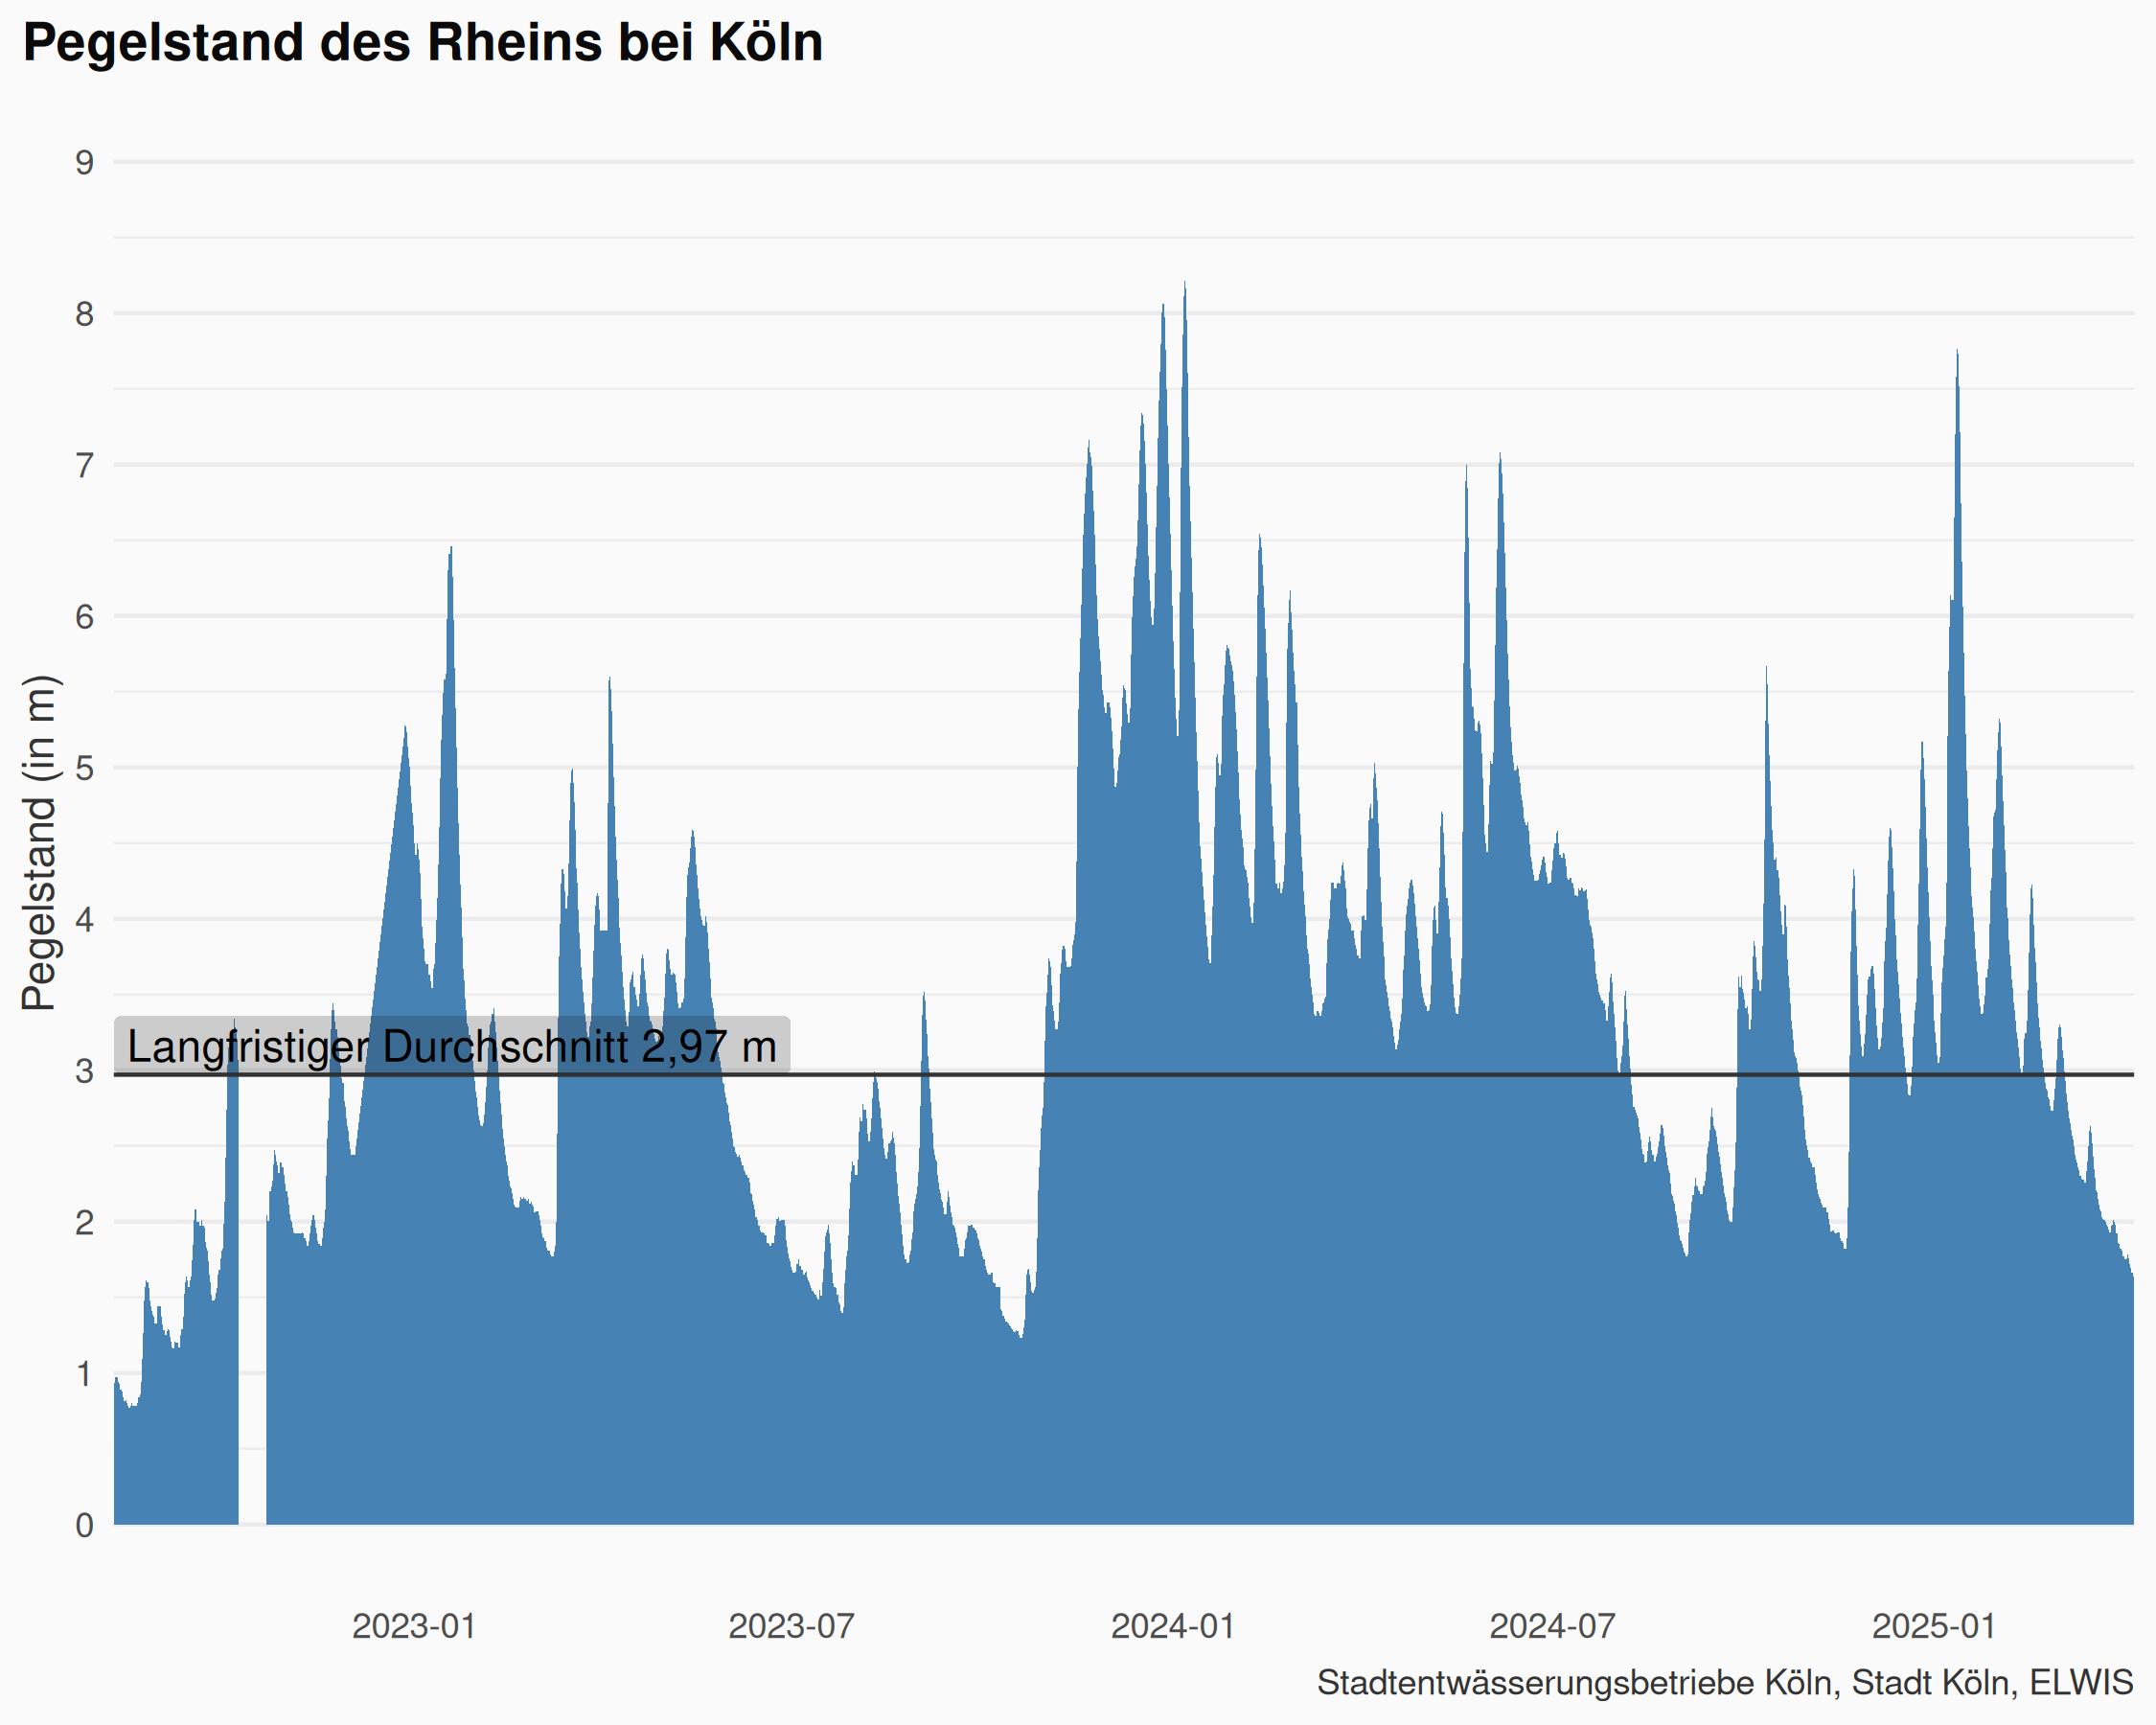 Pegelstand des Rheins bei Köln
Pegelstand (in m)
9
8
7
6
5
4
3
2
1
0
Langfristiger Durchschnitt 2,97 m
2023-01 2023-07 2024-01 2024-07 2025-01
Stadtentwässerungsbetriebe Köln, Stadt Köln, ELWIS